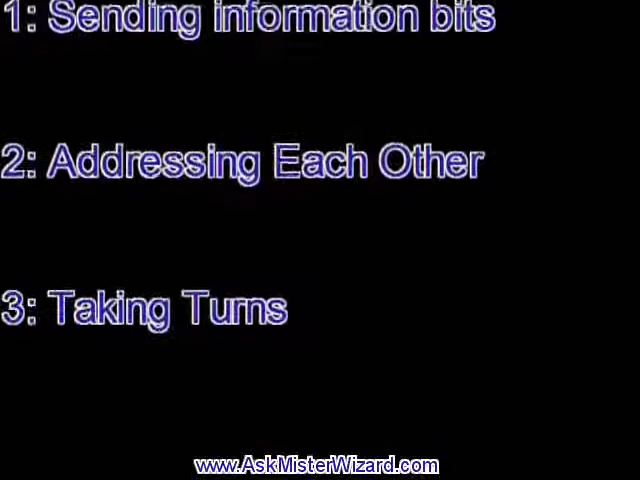 1: Sending information bits
2: Addressing Each Other
3: Taking Turns
www.AskMisterWizard.com